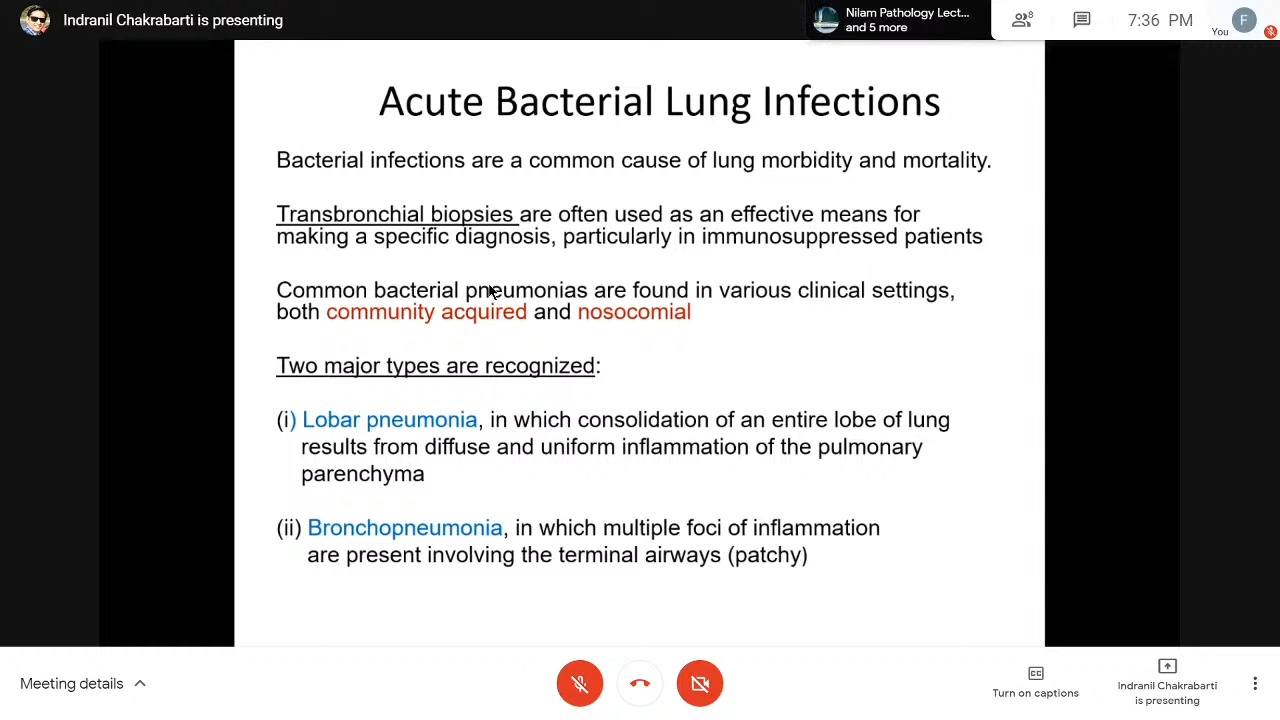 Indranil Chakrabarti is presenting
Nilam Pathology Lect...
and 5 more
8
7:36 PM
You
F
Acute Bacterial Lung Infections
Bacterial infections are a common cause of lung morbidity and mortality.
Transbronchial biopsies are often used as an effective means for
making a specific diagnosis, particularly in immunosuppressed patients
Common bacterial pneumonias are found in various clinical settings,
both community acquired and nosocomial
Two major types are recognized:
(i) Lobar pneumonia, in which consolidation of an entire lobe of lung
results from diffuse and uniform inflammation of the pulmonary
parenchyma
(ii) Bronchopneumonia, in which multiple foci of inflammation
are present involving the terminal airways (patchy)
Meeting details
CC
Turn on captions
Indranil Chakrabarti
is presenting